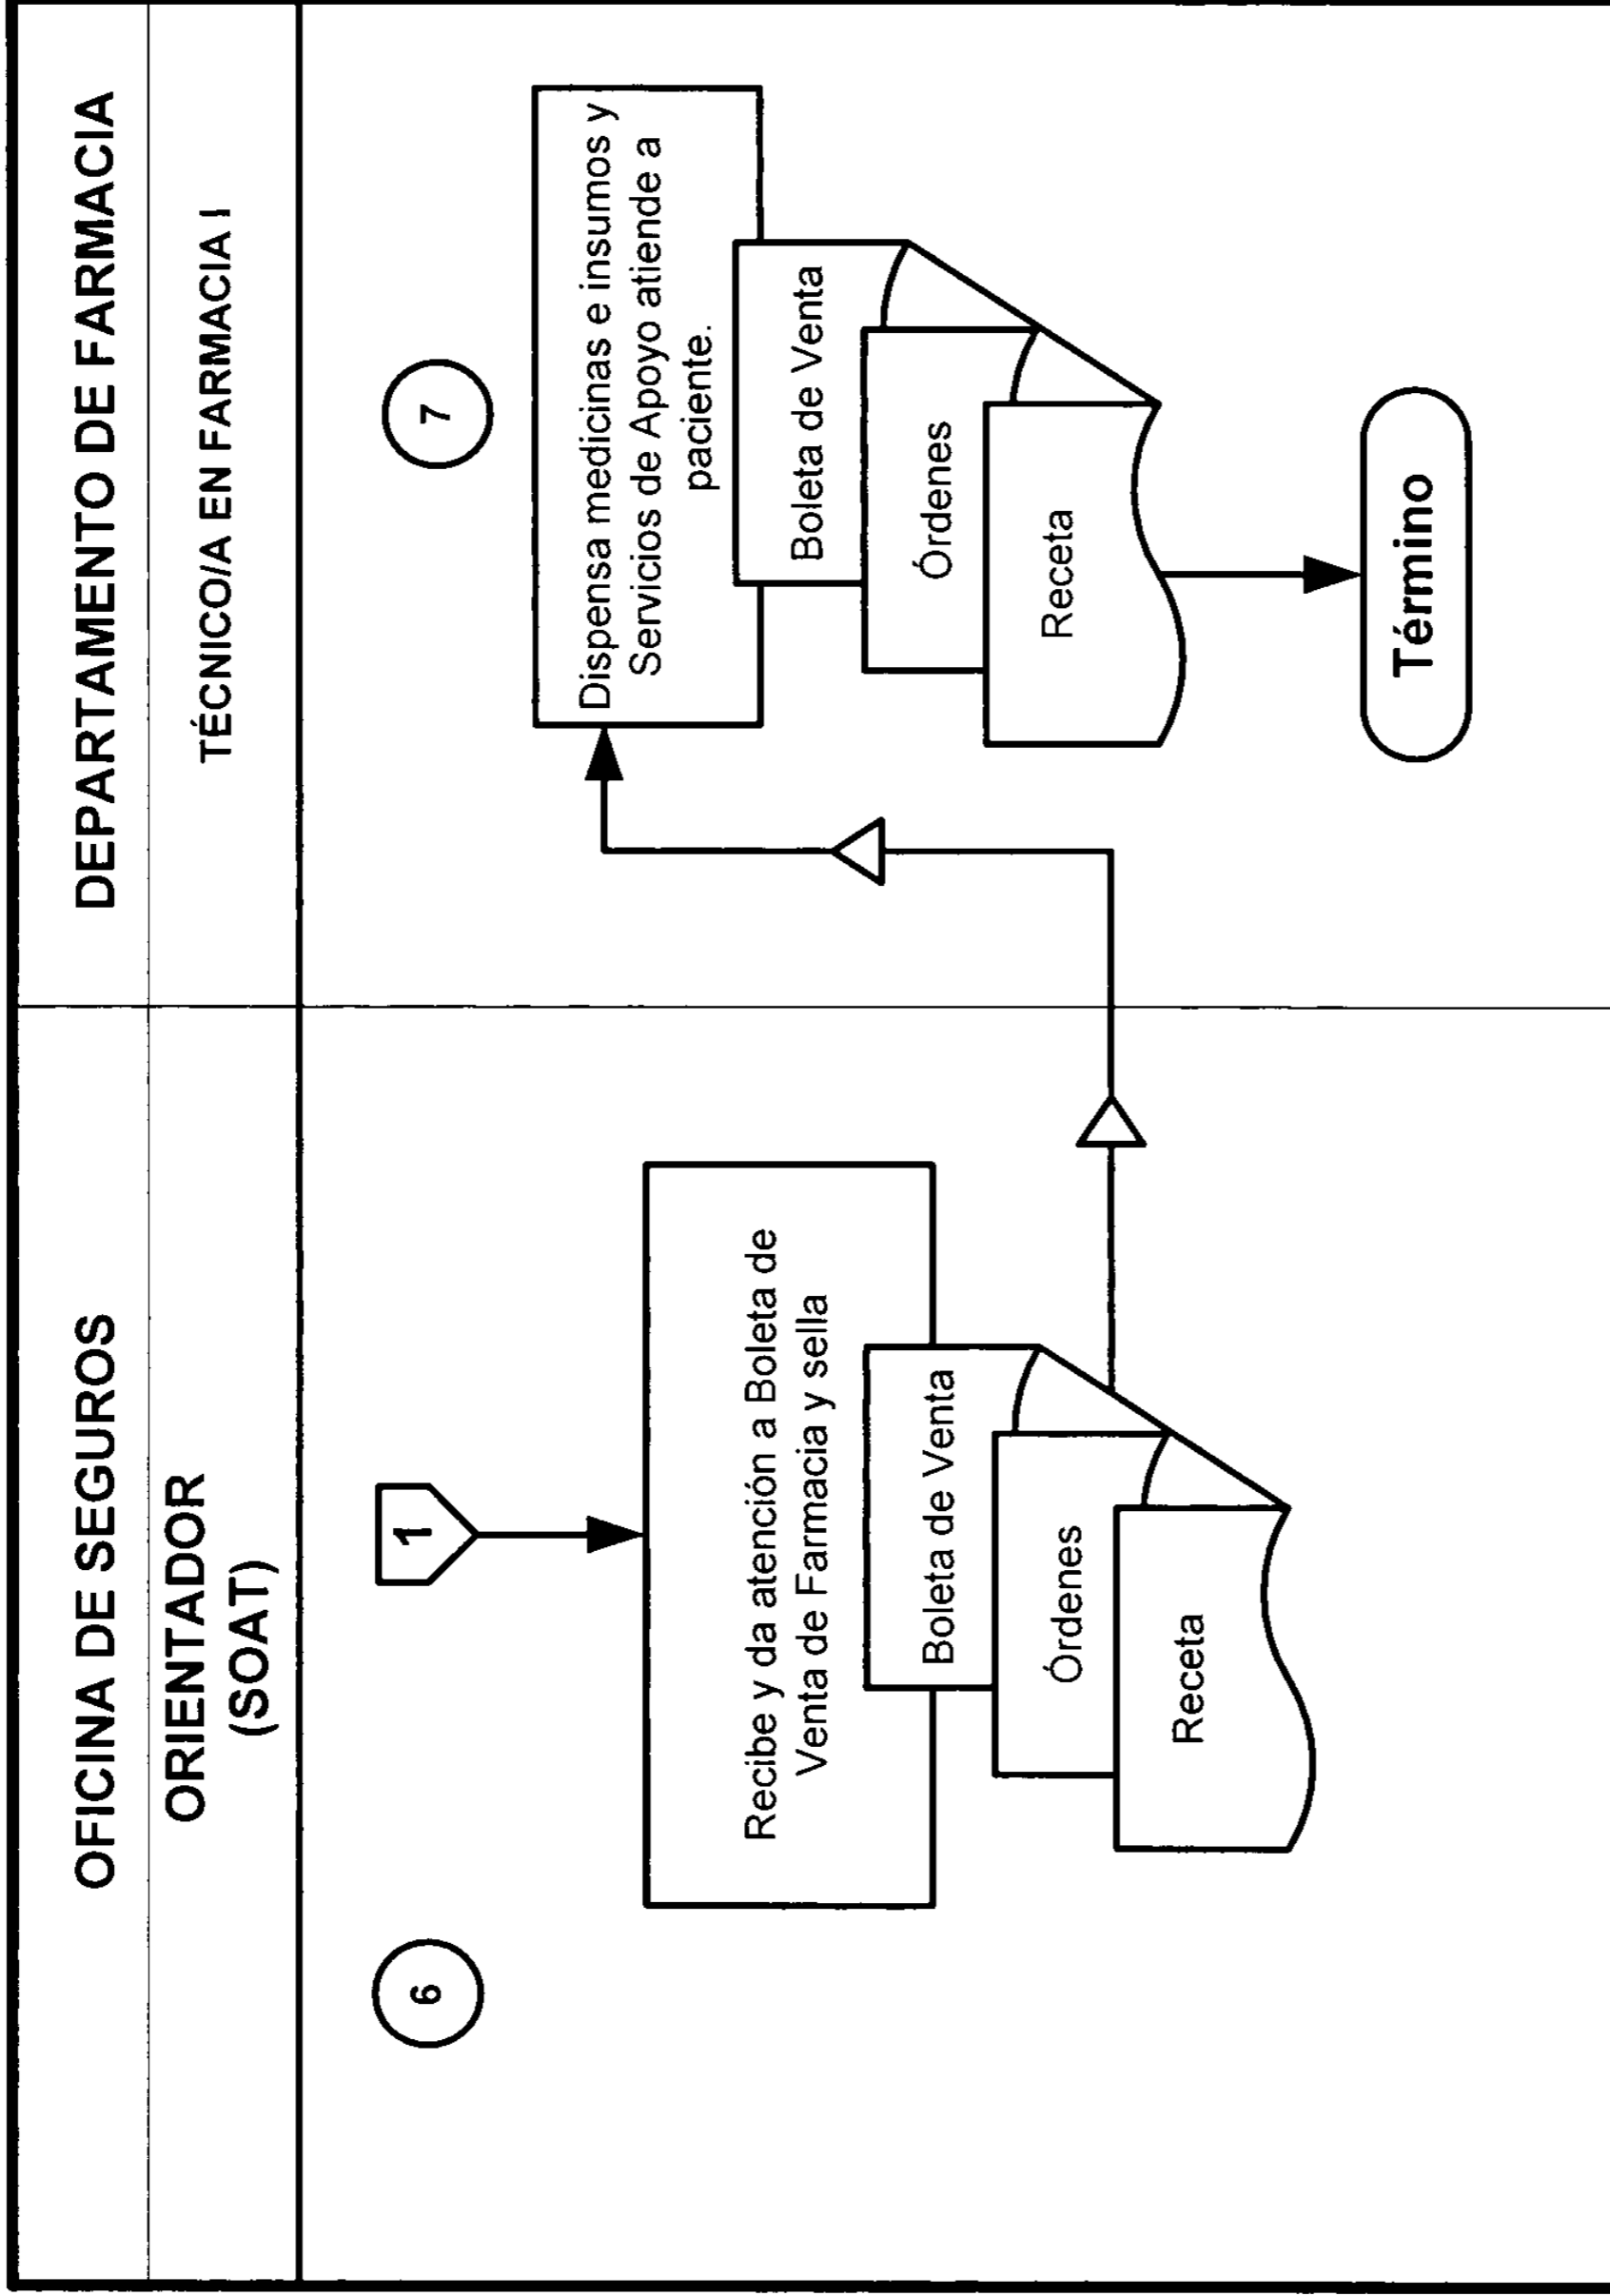 OFICINA DE SEGUROS
DEPARTAMENTO DE FARMACIA
ORIENTADOR
(SOAT)
TÉCNICO/A EN FARMACIA I
6
1
Recibe y da atención a Boleta de
Venta de Farmacia y sella
Boleta de Venta
Órdenes
Receta
7
Dispensa medicinas e insumos y
Servicios de Apoyo atiende a
paciente.
Boleta de Venta
Órdenes
Receta
Término